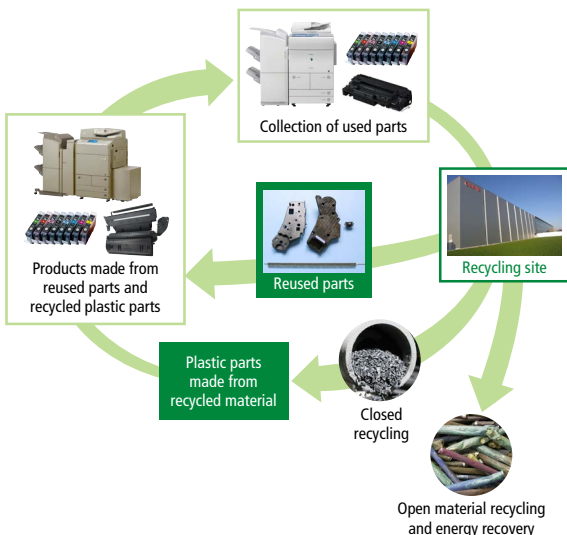 Collection of used parts
Recycling site
Reused parts
Products made from
reused parts and
recycled plastic parts
Plastic parts
made from
recycled material
Closed
recycling
Open material recycling
and energy recovery